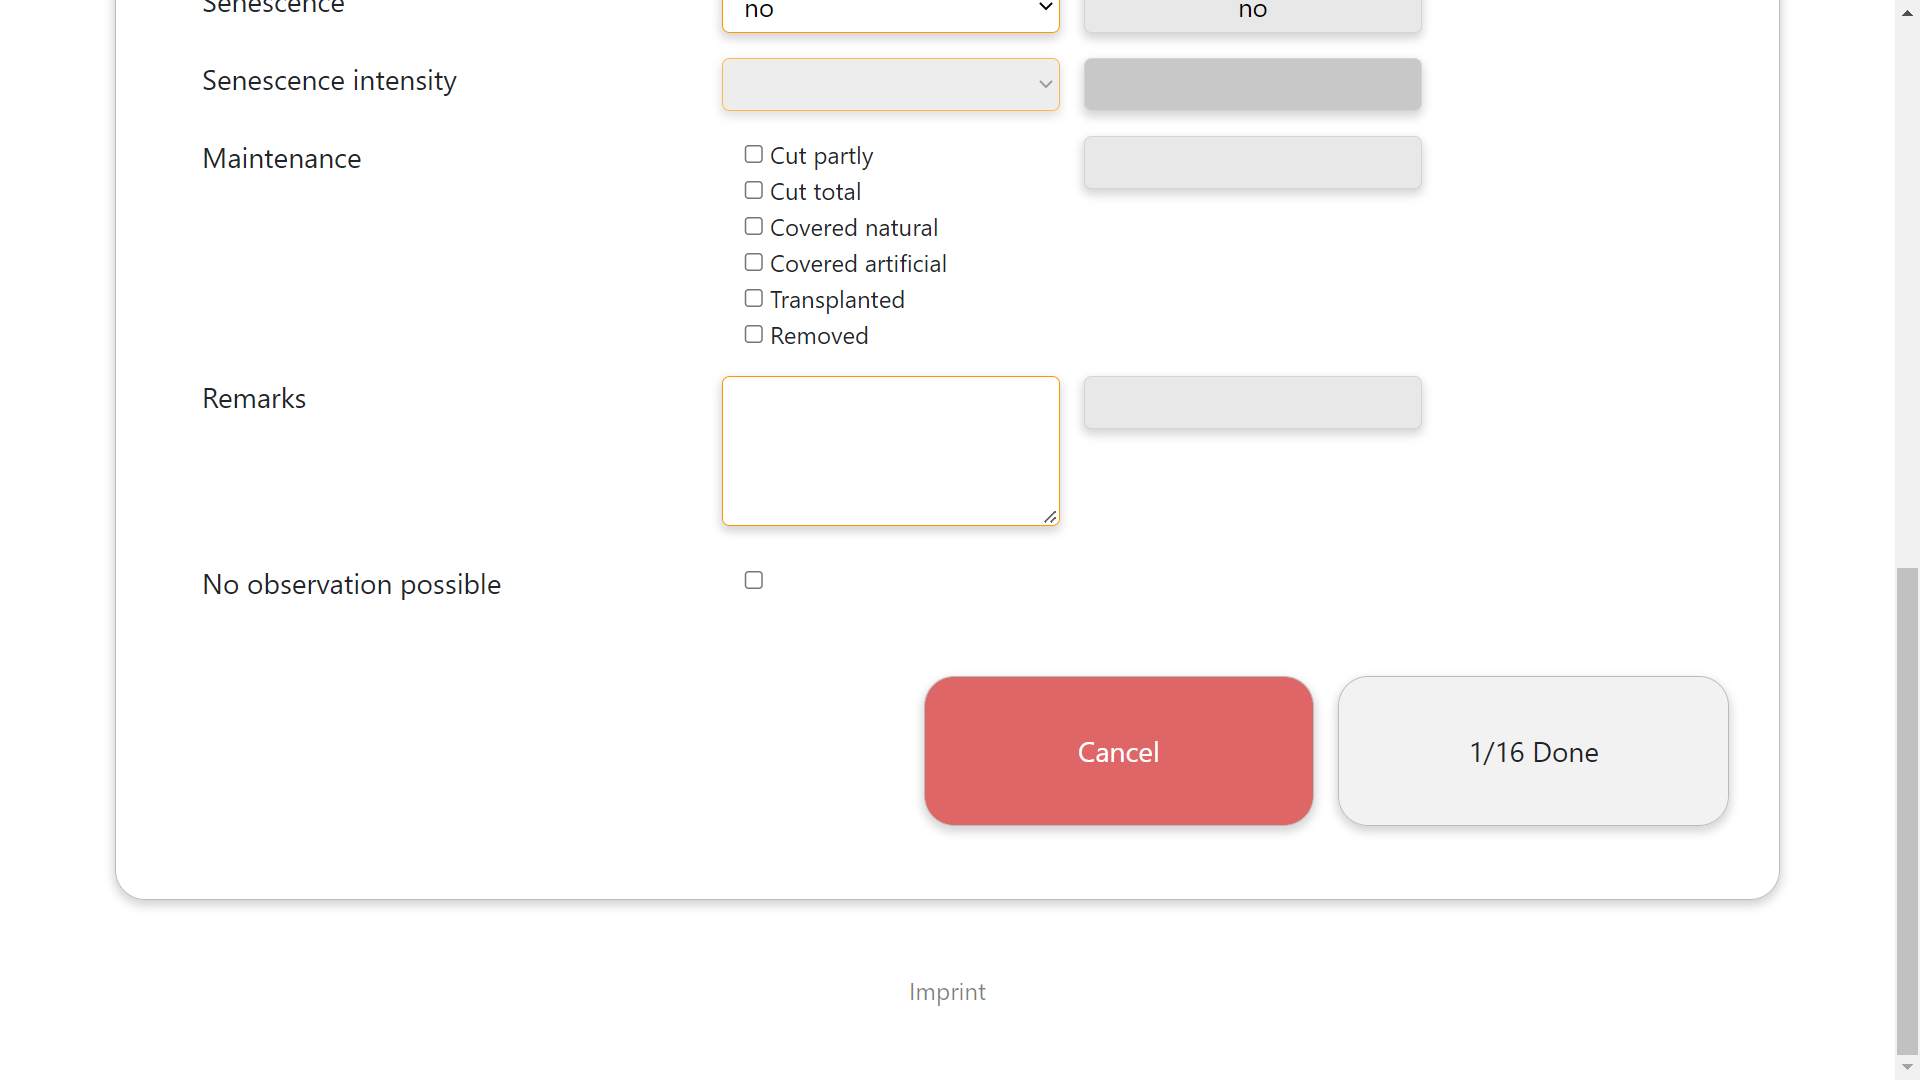 Senescence no no
Senescence intensity
Maintenance Cut partly
Cut total
Covered natural
Covered artificial
Transplanted
Removed
Remarks
No observation possible
Cancel 1/16 Done
Imprint